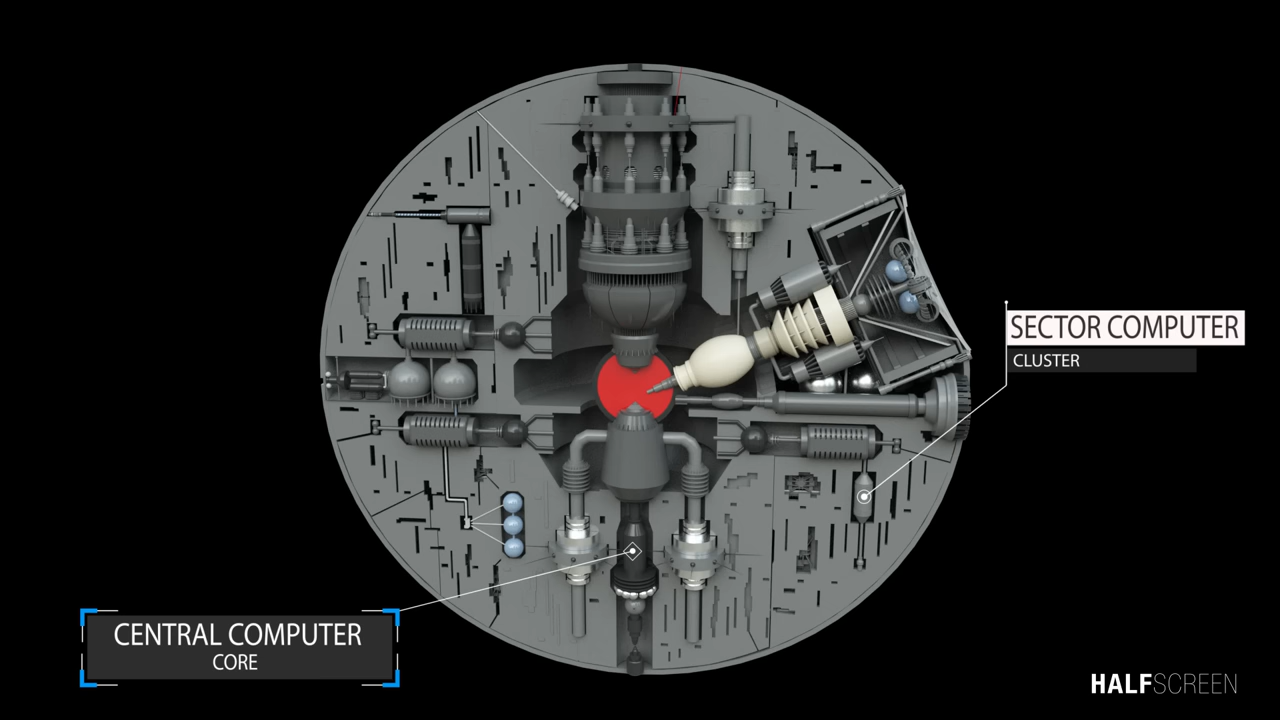 SECTOR COMPUTER
CLUSTER
CENTRAL COMPUTER
CORE
HALFSCREEN